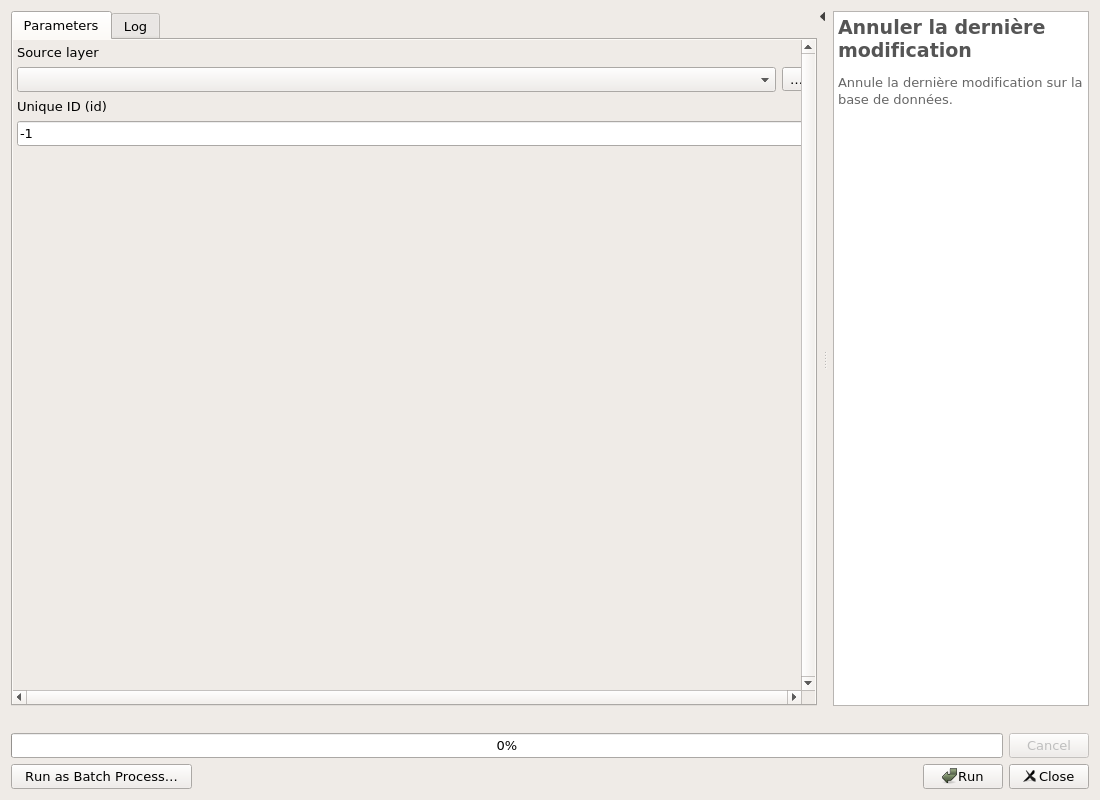 Parameters
Log
Source layer
...
Unique ID (id)
-1
Annuler la dernière
modification
Annule la dernière modification sur la
base de données.
0%
Cancel
Run as Batch Process…
Run
Close